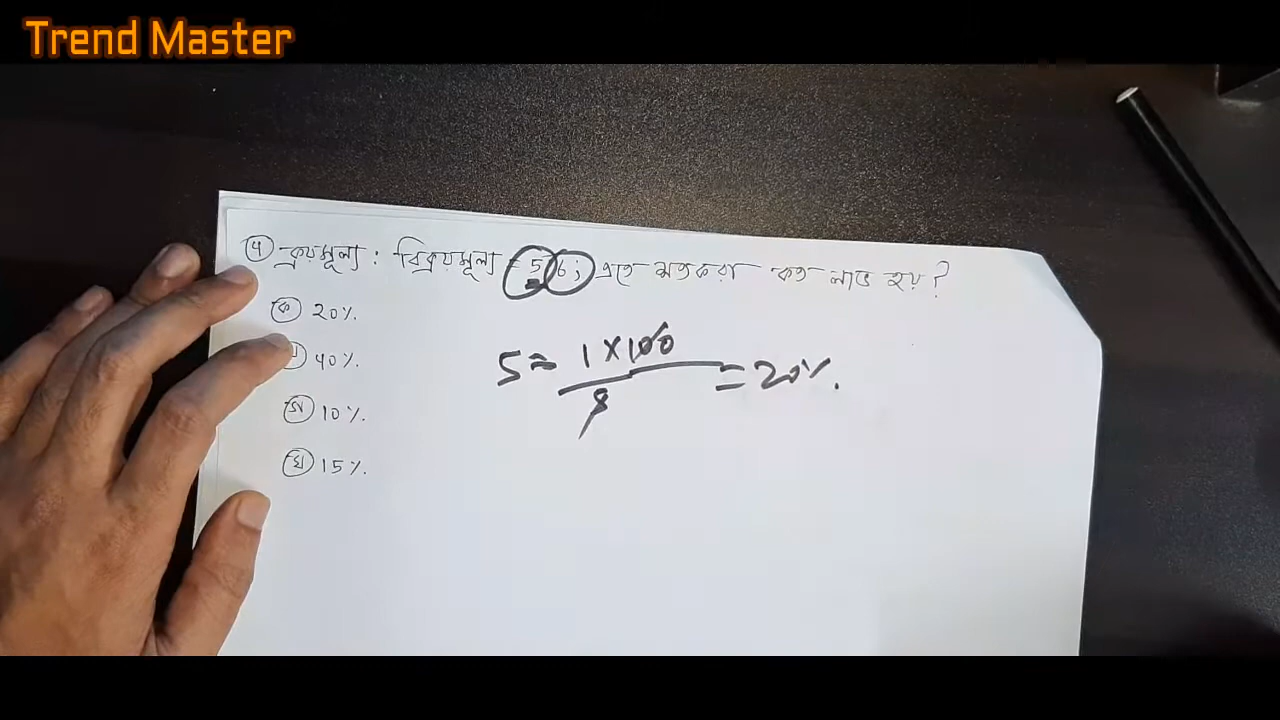 Trend Master
৭ ক্রয়মূল্য : বিক্রয়মূল্য = 5 6 ; এতে শতকরা কত লাভ হয় ?
ক 20%.
40%.
গ 10%.
ঘ 15%.
5 = 1 × 100 = 20%.
5